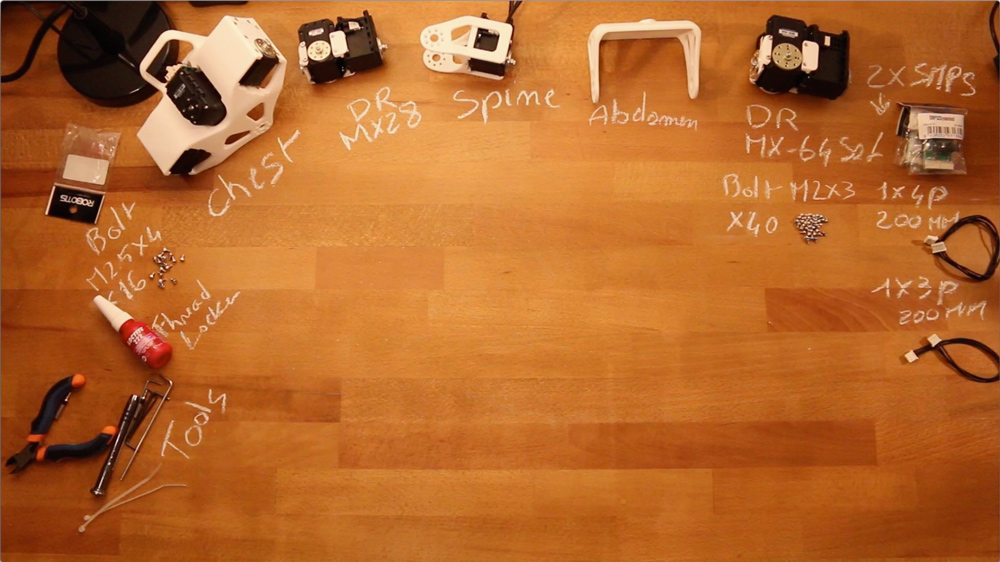 Chest
DR
MX28
Spine
Abdomen
DR
MX-64 Set
2x SMPS
Bolt M2x3
x40
1x4P
200 MM
1x3P
200 MM
ROBOTIS
Bolt
M2.5x4
x16
Thread
Locker
Tools